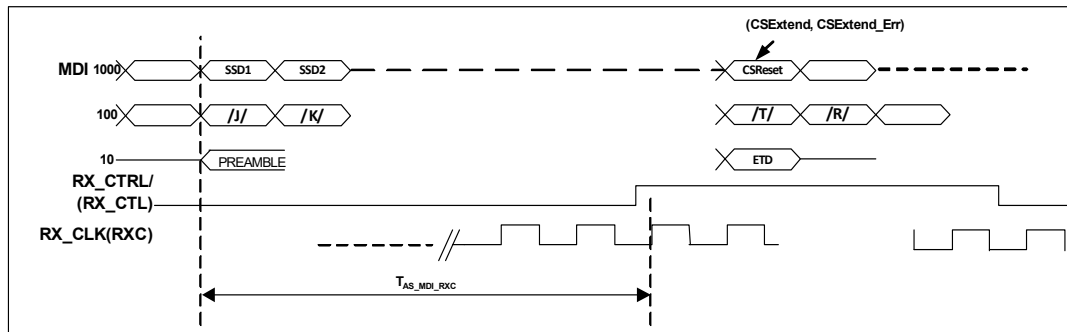 (CSExtend, CSExtend_Err)
MDI 1000 SSD1 SSD2 CSReset
100 /J/ /K/ /T/ /R/
10 PREAMBLE ETD
RX_CTRL/
(RX_CTL)
RX_CLK(RXC)
TAS_MDI_RXC